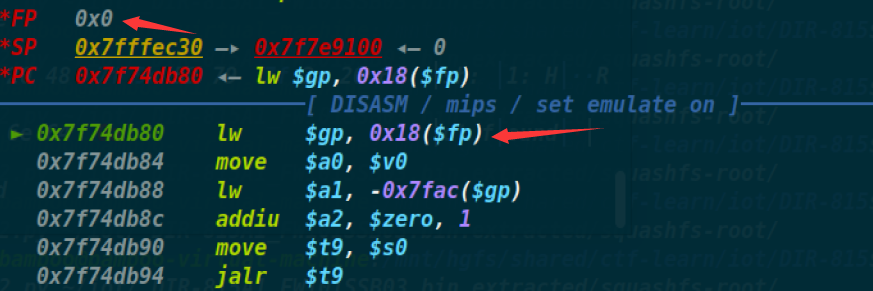 *FP 0x0
*SP 0x7fffec30 —▸ 0x7f7e9100 ◂— 0
*PC 0x7f74db80 ◂— lw $gp, 0x18($fp)
[ DISASM / mips / set emulate on ]
► 0x7f74db80 lw $gp, 0x18($fp)
0x7f74db84 move $a0, $v0
0x7f74db88 lw $a1, -0x7fac($gp)
0x7f74db8c addiu $a2, $zero, 1
0x7f74db90 move $t9, $s0
0x7f74db94 jalr $t9